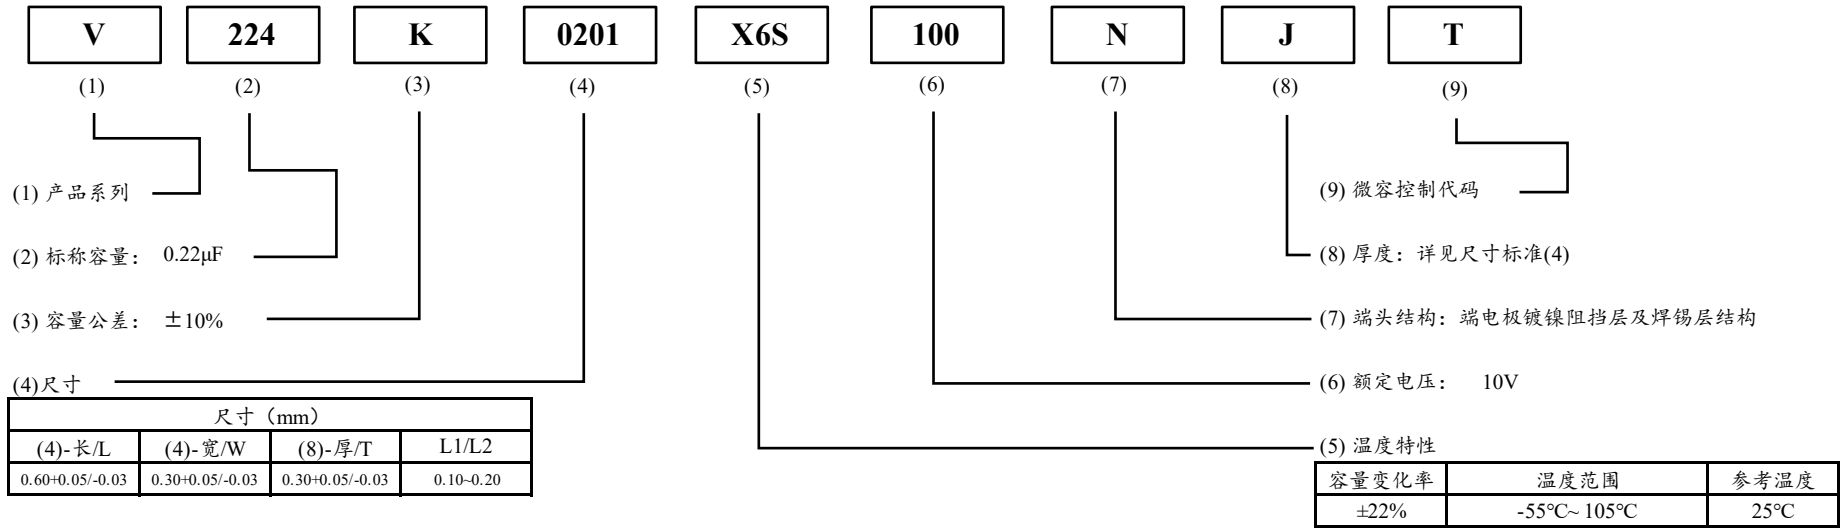 V 224 K 0201 X6S 100 N J T
(1) (2) (3) (4) (5) (6) (7) (8) (9)
(1) 产品系列
(9) 微容控制代码
(2) 标称容量： 0.22μF
(8) 厚度：详见尺寸标准(4)
(3) 容量公差： ±10%
(7) 端头结构：端电极镀镍阻挡层及焊锡层结构
(4)尺寸
(6) 额定电压： 10V
尺寸（mm）
(4)-长/L (4)-宽/W (8)-厚/T L1/L2
0.60+0.05/-0.03 0.30+0.05/-0.03 0.30+0.05/-0.03 0.10~0.20
(5) 温度特性
容量变化率 温度范围 参考温度
±22% -55℃~ 105℃ 25℃